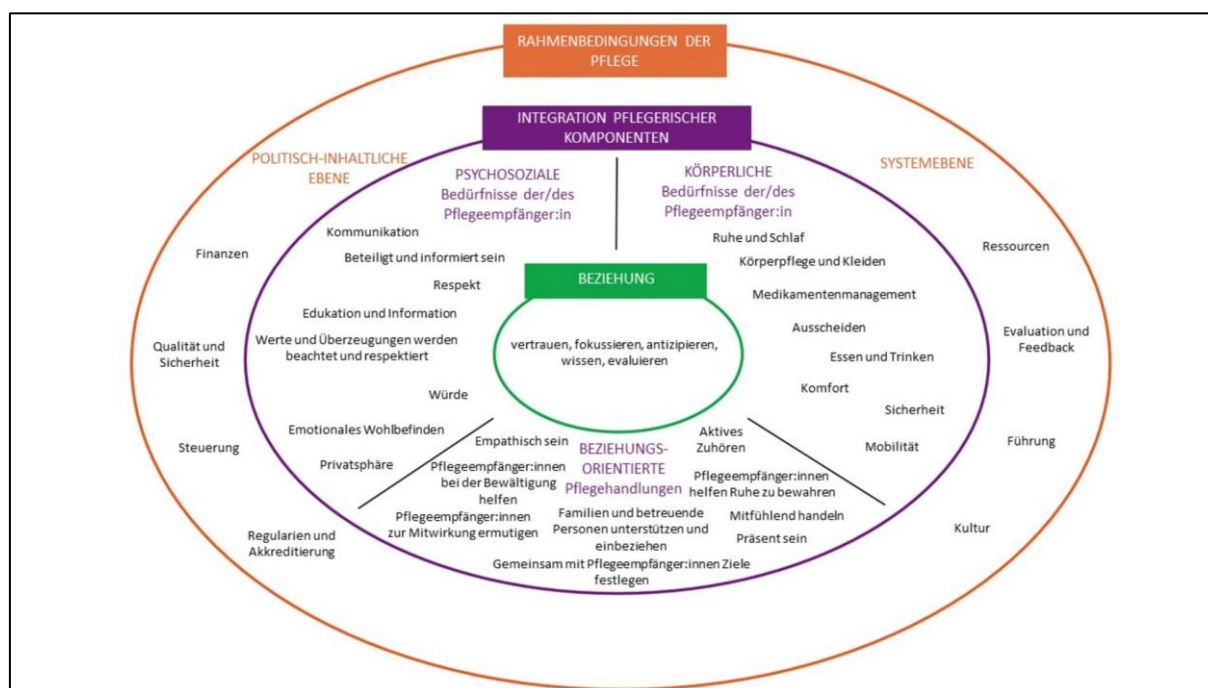 RAHMENBEDINGUNGEN DER
PFLEGE
INTEGRATION PFLEGERISCHER
KOMPONENTEN
POLITISCH-INHALTLICHE
EBENE
Finanzen
Qualität und
Sicherheit
Steuerung
Regularien und
Akkreditierung
SYSTEMEBENE
Ressourcen
Evaluation und
Feedback
Führung
Kultur
PSYCHOSOZIALE
Bedürfnisse der/des
Pflegeempfänger:in
Kommunikation
Beteiligt und informiert sein
Respekt
Edukation und Information
Werte und Überzeugungen werden
beachtet und respektiert
Würde
Emotionales Wohlbefinden
Privatsphäre
KÖRPERLICHE
Bedürfnisse der/des
Pflegeempfänger:in
Ruhe und Schlaf
Körperpflege und Kleiden
Medikamentenmanagement
Ausscheiden
Essen und Trinken
Komfort
Sicherheit
Mobilität
BEZIEHUNG
vertrauen, fokussieren, antizipieren,
wissen, evaluieren
BEZIEHUNGS-
ORIENTIERTE
Pflegehandlungen
Empathisch sein
Pflegeempfänger:innen
bei der Bewältigung
helfen
Pflegeempfänger:innen
zur Mitwirkung ermutigen
Familien und betreuende
Personen unterstützen und
einbeziehen
Aktives
Zuhören
Pflegeempfänger:innen
helfen Ruhe zu bewahren
Mitfühlend handeln
Präsent sein
Gemeinsam mit Pflegeempfänger:innen Ziele
festlegen